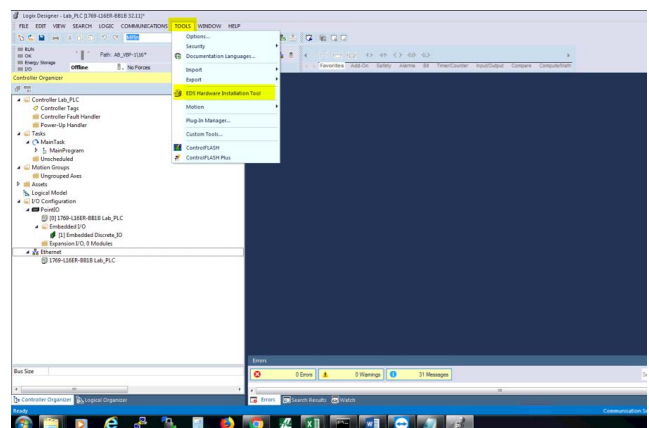 Logix Designer - Lab_PLC [1769-L16ER-BB1B 32.11]*
FILE EDIT VIEW SEARCH LOGIC COMMUNICATIONS TOOLS WINDOW HELP
RUN
OK
Energy Storage
I/O
Path: AB_VBP-1\16*
Offline
No Forces
Favorites Add-On Safety Alarms Bit Timer/Counter Input/Output Compare Compute/Math
Options...
Security
Documentation Languages...
Import
Export
EDS Hardware Installation Tool
Motion
Plug-In Manager...
Custom Tools...
ControlFLASH
ControlFLASH Plus
Controller Organizer
Controller Lab_PLC
Controller Tags
Controller Fault Handler
Power-Up Handler
Tasks
MainTask
MainProgram
Unscheduled
Motion Groups
Ungrouped Axes
Assets
Logical Model
I/O Configuration
PointIO
[0] 1769-L16ER-BB1B Lab_PLC
Embedded I/O
[1] Embedded Discrete_IO
Expansion I/O, 0 Modules
Ethernet
1769-L16ER-BB1B Lab_PLC
Bus Size
Errors
0 Errors 0 Warnings 31 Messages
Controller Organizer Logical Organizer
Errors Search Results Watch
Ready
Communication